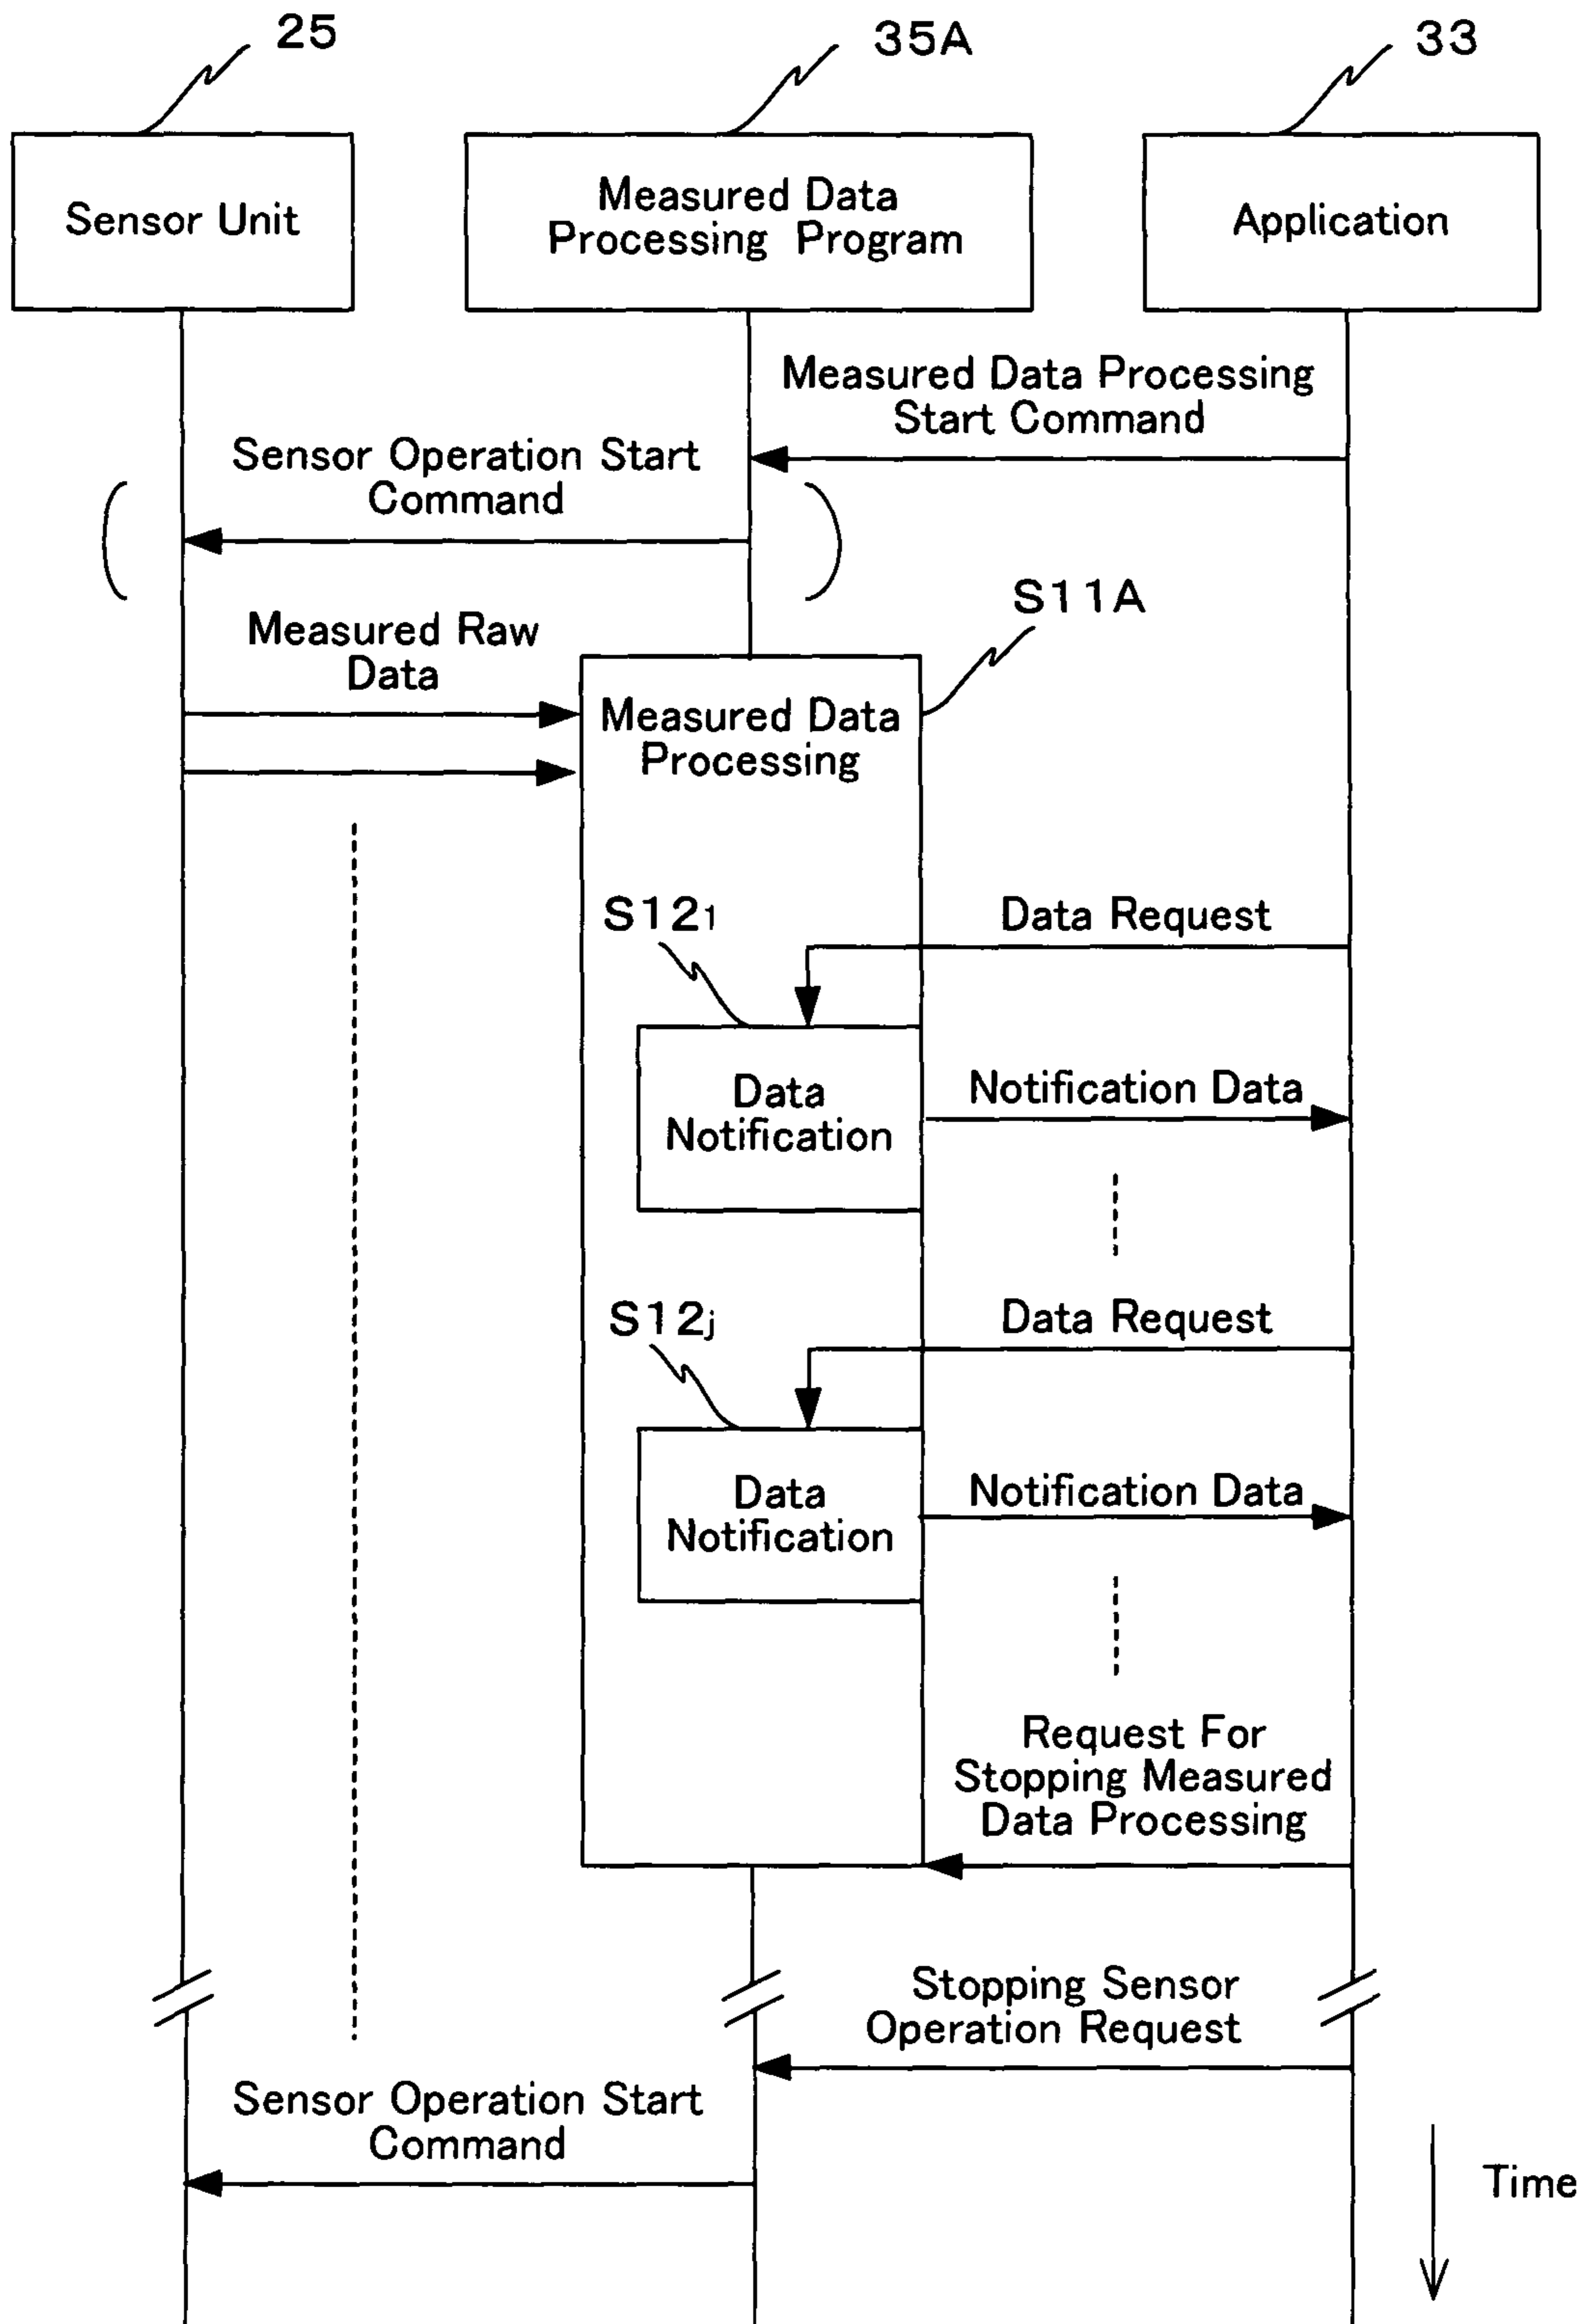 25
35A
33
Sensor Unit
Measured Data
Processing Program
Application
Measured Data Processing
Start Command
Sensor Operation Start
Command
S11A
Measured Raw
Data
Measured Data
Processing
S121
Data Request
Data
Notification
Notification Data
S12j
Data Request
Data
Notification
Notification Data
Request For
Stopping Measured
Data Processing
Stopping Sensor
Operation Request
Sensor Operation Start
Command
Time